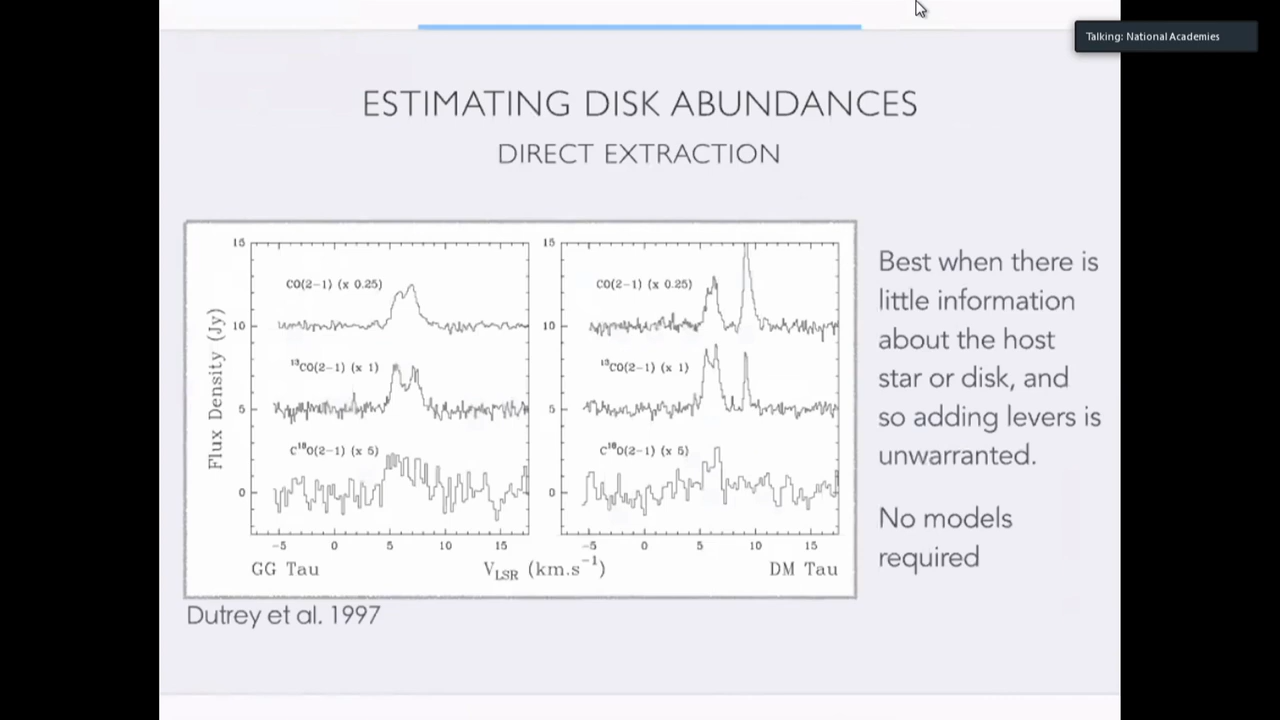 Talking: National Academies
ESTIMATING DISK ABUNDANCES
DIRECT EXTRACTION
15
10
5
0
Flux Density (Jy)
CO(2-1) (x 0.25)
¹³CO(2-1) (x 1)
C¹⁸O(2-1) (x 5)
-5 0 5 10 15
GG Tau
15
10
5
0
CO(2-1) (x 0.25)
¹³CO(2-1) (x 1)
C¹⁸O(2-1) (x 5)
-5 0 5 10 15
V_LSR (km.s⁻¹)
DM Tau
Dutrey et al. 1997
Best when there is
little information
about the host
star or disk, and
so adding levers is
unwarranted.
No models
required